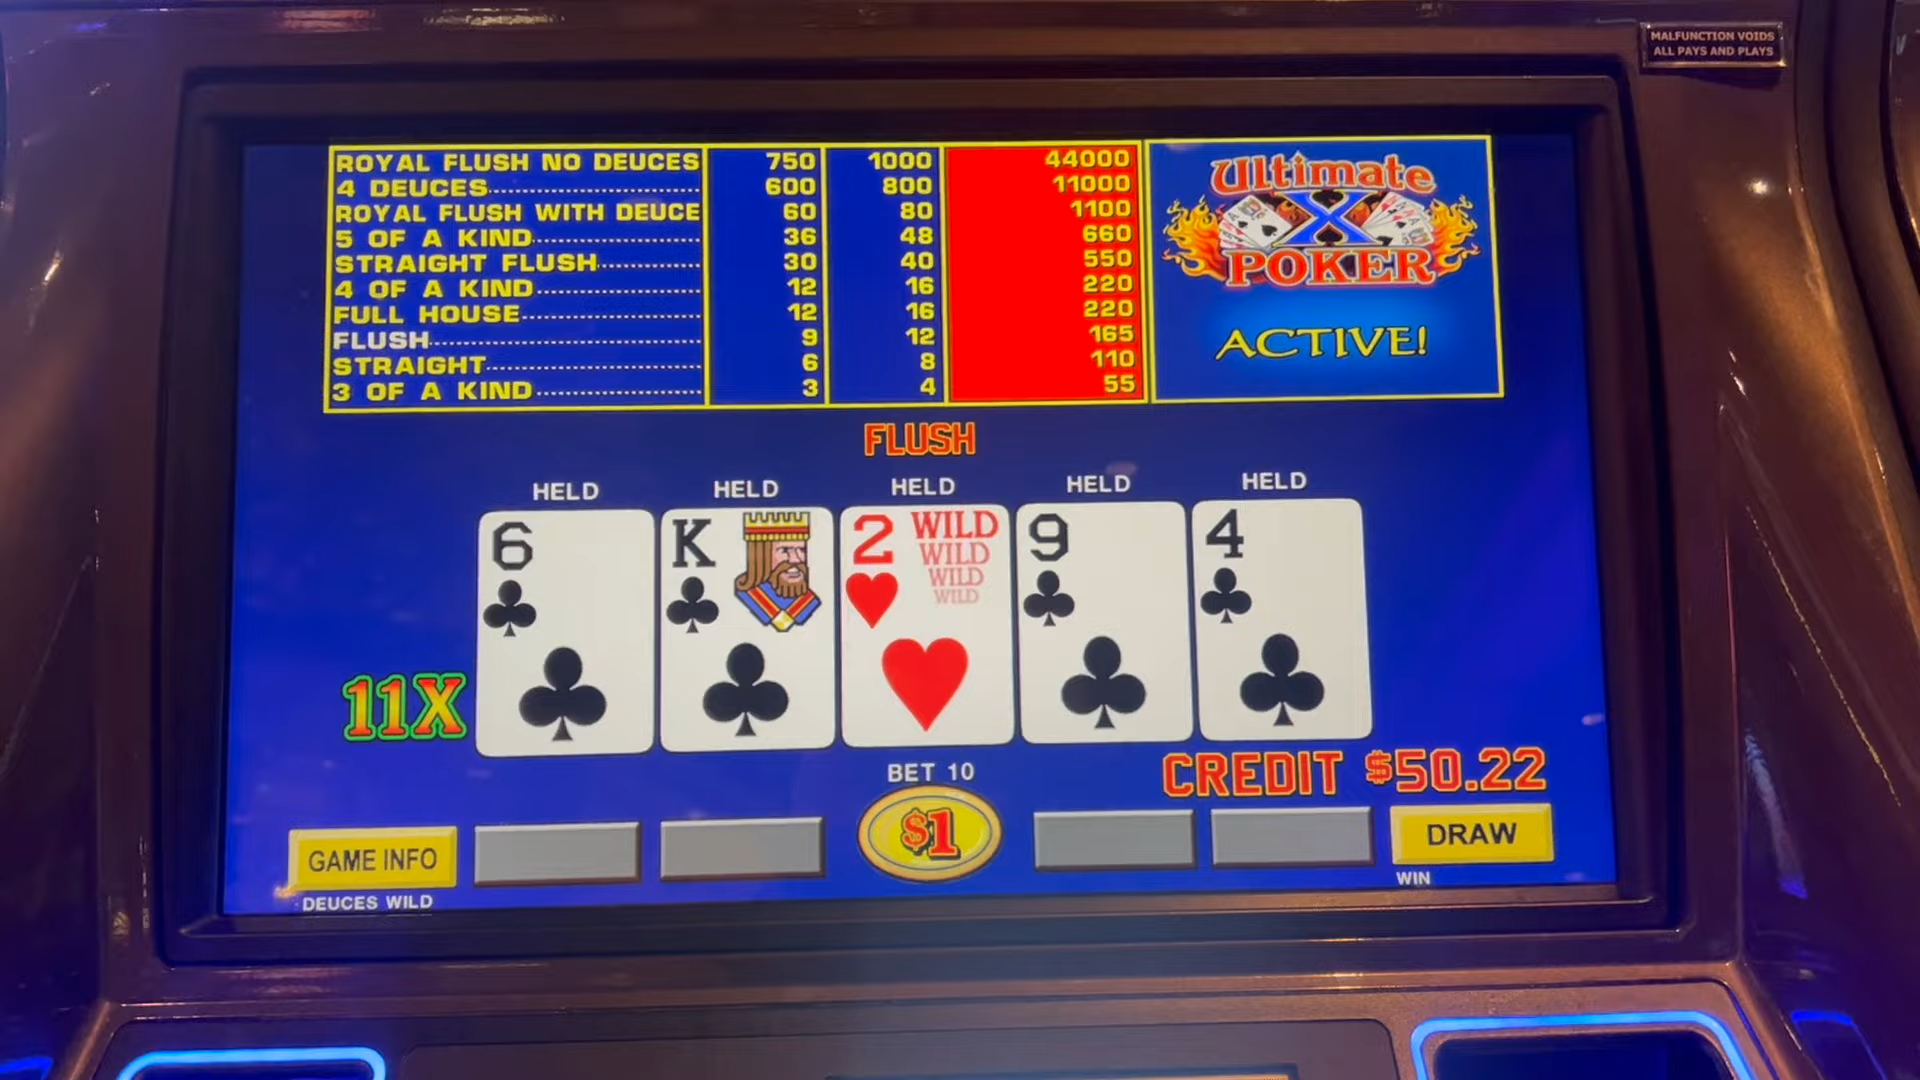 MALFUNCTION VOIDS
ALL PAYS AND PLAYS
ROYAL FLUSH NO DEUCES 750 1000 44000
4 DEUCES 600 800 11000
ROYAL FLUSH WITH DEUCE 60 80 1100
5 OF A KIND 36 48 660
STRAIGHT FLUSH 30 40 550
4 OF A KIND 12 16 220
FULL HOUSE 12 16 220
FLUSH 9 12 165
STRAIGHT 6 8 110
3 OF A KIND 3 4 55
Ultimate
X
POKER
ACTIVE!
FLUSH
HELD HELD HELD HELD HELD
6 K 2 WILD 9 4
WILD
WILD
WILD
11X
BET 10
CREDIT $50.22
GAME INFO
$1
DRAW
DEUCES WILD
WIN